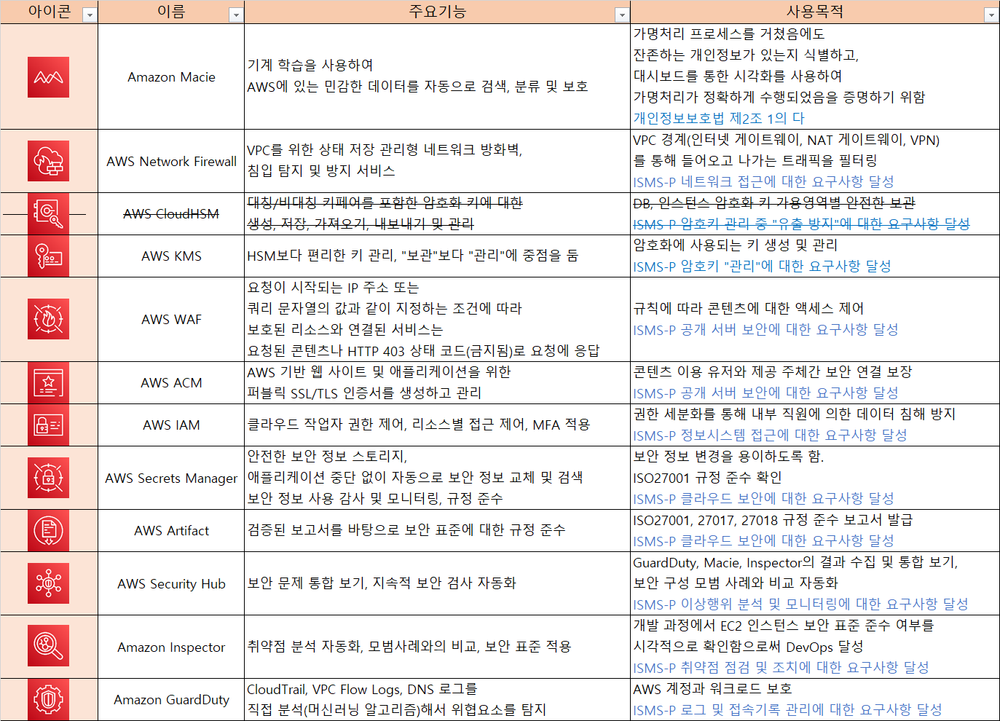 아이콘
이름
주요기능
사용목적
Amazon Macie
기계 학습을 사용하여
AWS에 있는 민감한 데이터를 자동으로 검색, 분류 및 보호
가명처리 프로세스를 거쳤음에도
잔존하는 개인정보가 있는지 식별하고,
대시보드를 통한 시각화를 사용하여
가명처리가 정확하게 수행되었음을 증명하기 위함
개인정보보호법 제2조 1의 다
AWS Network Firewall
VPC를 위한 상태 저장 관리형 네트워크 방화벽,
침입 탐지 및 방지 서비스
VPC 경계(인터넷 게이트웨이, NAT 게이트웨이, VPN)
를 통해 들어오고 나가는 트래픽을 필터링
ISMS-P 네트워크 접근에 대한 요구사항 달성
AWS CloudHSM
대칭/비대칭 키페어를 포함한 암호화 키에 대한
생성, 저장, 가져오기, 내보내기 및 관리
DB, 인스턴스 암호화 키 가용영역별 안전한 보관
ISMS-P 암호키 관리 중 "유출 방지"에 대한 요구사항 달성
AWS KMS
HSM보다 편리한 키 관리, "보관"보다 "관리"에 중점을 둠
암호화에 사용되는 키 생성 및 관리
ISMS-P 암호키 "관리"에 대한 요구사항 달성
AWS WAF
요청이 시작되는 IP 주소 또는
쿼리 문자열의 값과 같이 지정하는 조건에 따라
보호된 리소스와 연결된 서비스는
요청된 콘텐츠나 HTTP 403 상태 코드(금지됨)로 요청에 응답
규칙에 따라 콘텐츠에 대한 액세스 제어
ISMS-P 공개 서버 보안에 대한 요구사항 달성
AWS ACM
AWS 기반 웹 사이트 및 애플리케이션을 위한
퍼블릭 SSL/TLS 인증서를 생성하고 관리
콘텐츠 이용 유저와 제공 주체간 보안 연결 보장
ISMS-P 공개 서버 보안에 대한 요구사항 달성
AWS IAM
클라우드 작업자 권한 제어, 리소스별 접근 제어, MFA 적용
권한 세분화를 통해 내부 직원에 의한 데이터 침해 방지
ISMS-P 정보시스템 접근에 대한 요구사항 달성
AWS Secrets Manager
안전한 보안 정보 스토리지,
애플리케이션 중단 없이 자동으로 보안 정보 교체 및 검색
보안 정보 사용 감사 및 모니터링, 규정 준수
보안 정보 변경을 용이하도록 함.
ISO27001 규정 준수 확인
ISMS-P 클라우드 보안에 대한 요구사항 달성
AWS Artifact
검증된 보고서를 바탕으로 보안 표준에 대한 규정 준수
ISO27001, 27017, 27018 규정 준수 보고서 발급
ISMS-P 클라우드 보안에 대한 요구사항 달성
AWS Security Hub
보안 문제 통합 보기, 지속적 보안 검사 자동화
GuardDuty, Macie, Inspector의 결과 수집 및 통합 보기,
보안 구성 모범 사례와 비교 자동화
ISMS-P 이상행위 분석 및 모니터링에 대한 요구사항 달성
Amazon Inspector
취약점 분석 자동화, 모범사례와의 비교, 보안 표준 적용
개발 과정에서 EC2 인스턴스 보안 표준 준수 여부를
시각적으로 확인함으로써 DevOps 달성
ISMS-P 취약점 점검 및 조치에 대한 요구사항 달성
Amazon GuardDuty
CloudTrail, VPC Flow Logs, DNS 로그를
직접 분석(머신러닝 알고리즘)해서 위협요소를 탐지
AWS 계정과 워크로드 보호
ISMS-P 로그 및 접속기록 관리에 대한 요구사항 달성